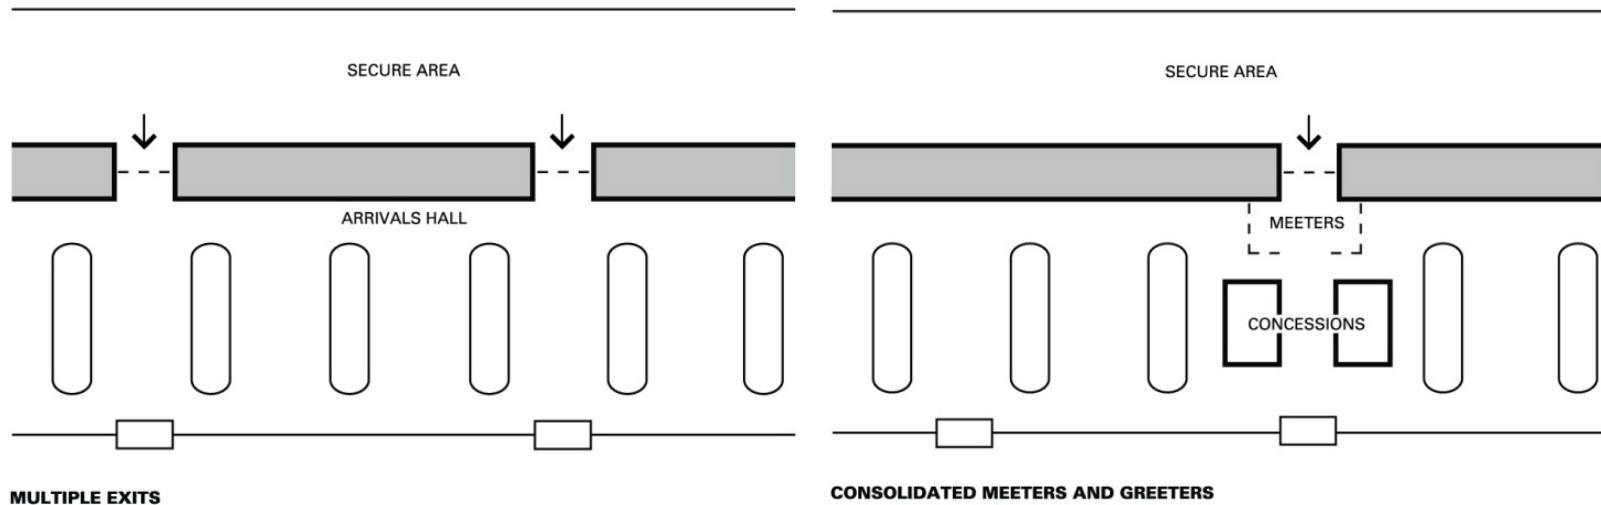 SECURE AREA
ARRIVALS HALL
MULTIPLE EXITS
SECURE AREA
MEETERS
CONCESSIONS
CONSOLIDATED MEETERS AND GREETERS